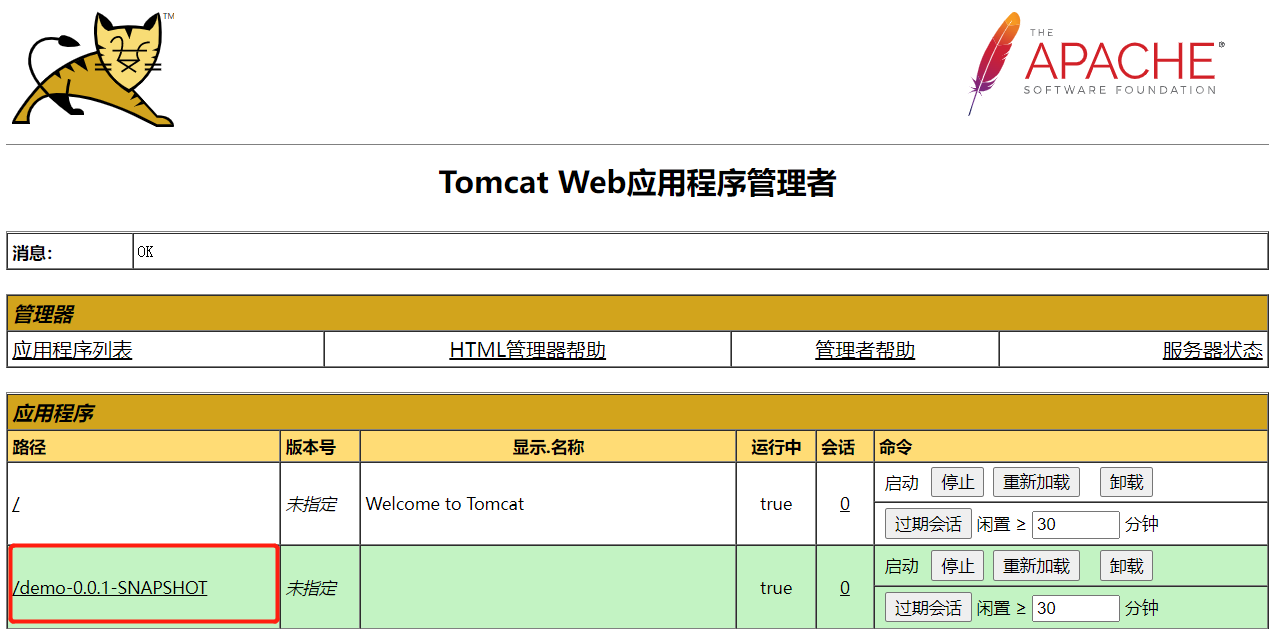 TM
THE
APACHE®
SOFTWARE FOUNDATION
Tomcat Web应用程序管理者
消息: OK
管理器
应用程序列表 HTML管理器帮助 管理者帮助 服务器状态
应用程序
路径 版本号 显示.名称 运行中 会话 命令
/ 未指定 Welcome to Tomcat true 0 启动 停止 重新加载 卸载
过期会话 闲置 ≥ 30 分钟
/demo-0.0.1-SNAPSHOT 未指定 true 0 启动 停止 重新加载 卸载
过期会话 闲置 ≥ 30 分钟